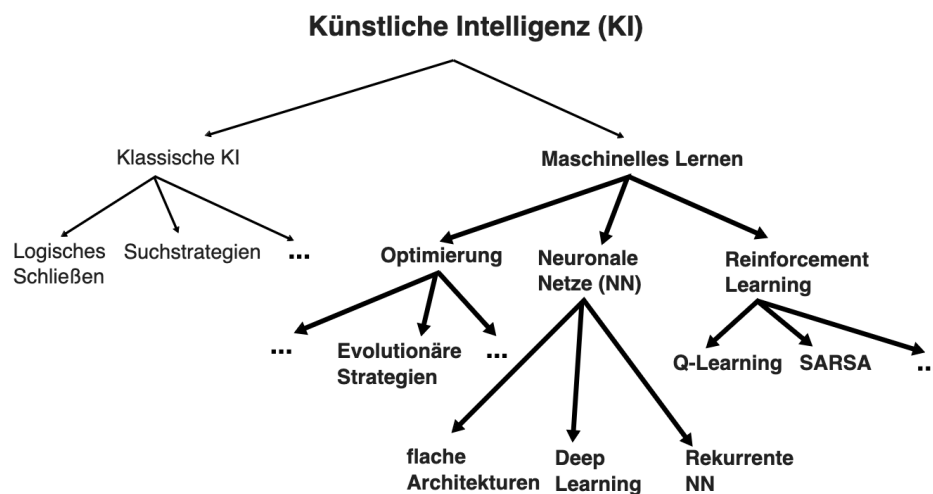 Künstliche Intelligenz (KI)
Klassische KI
Maschinelles Lernen
Logisches
Schließen
Suchstrategien
...
Optimierung
Neuronale
Netze (NN)
Reinforcement
Learning
...
Evolutionäre
Strategien
...
Q-Learning
SARSA
..
flache
Architekturen
Deep
Learning
Rekurrente
NN